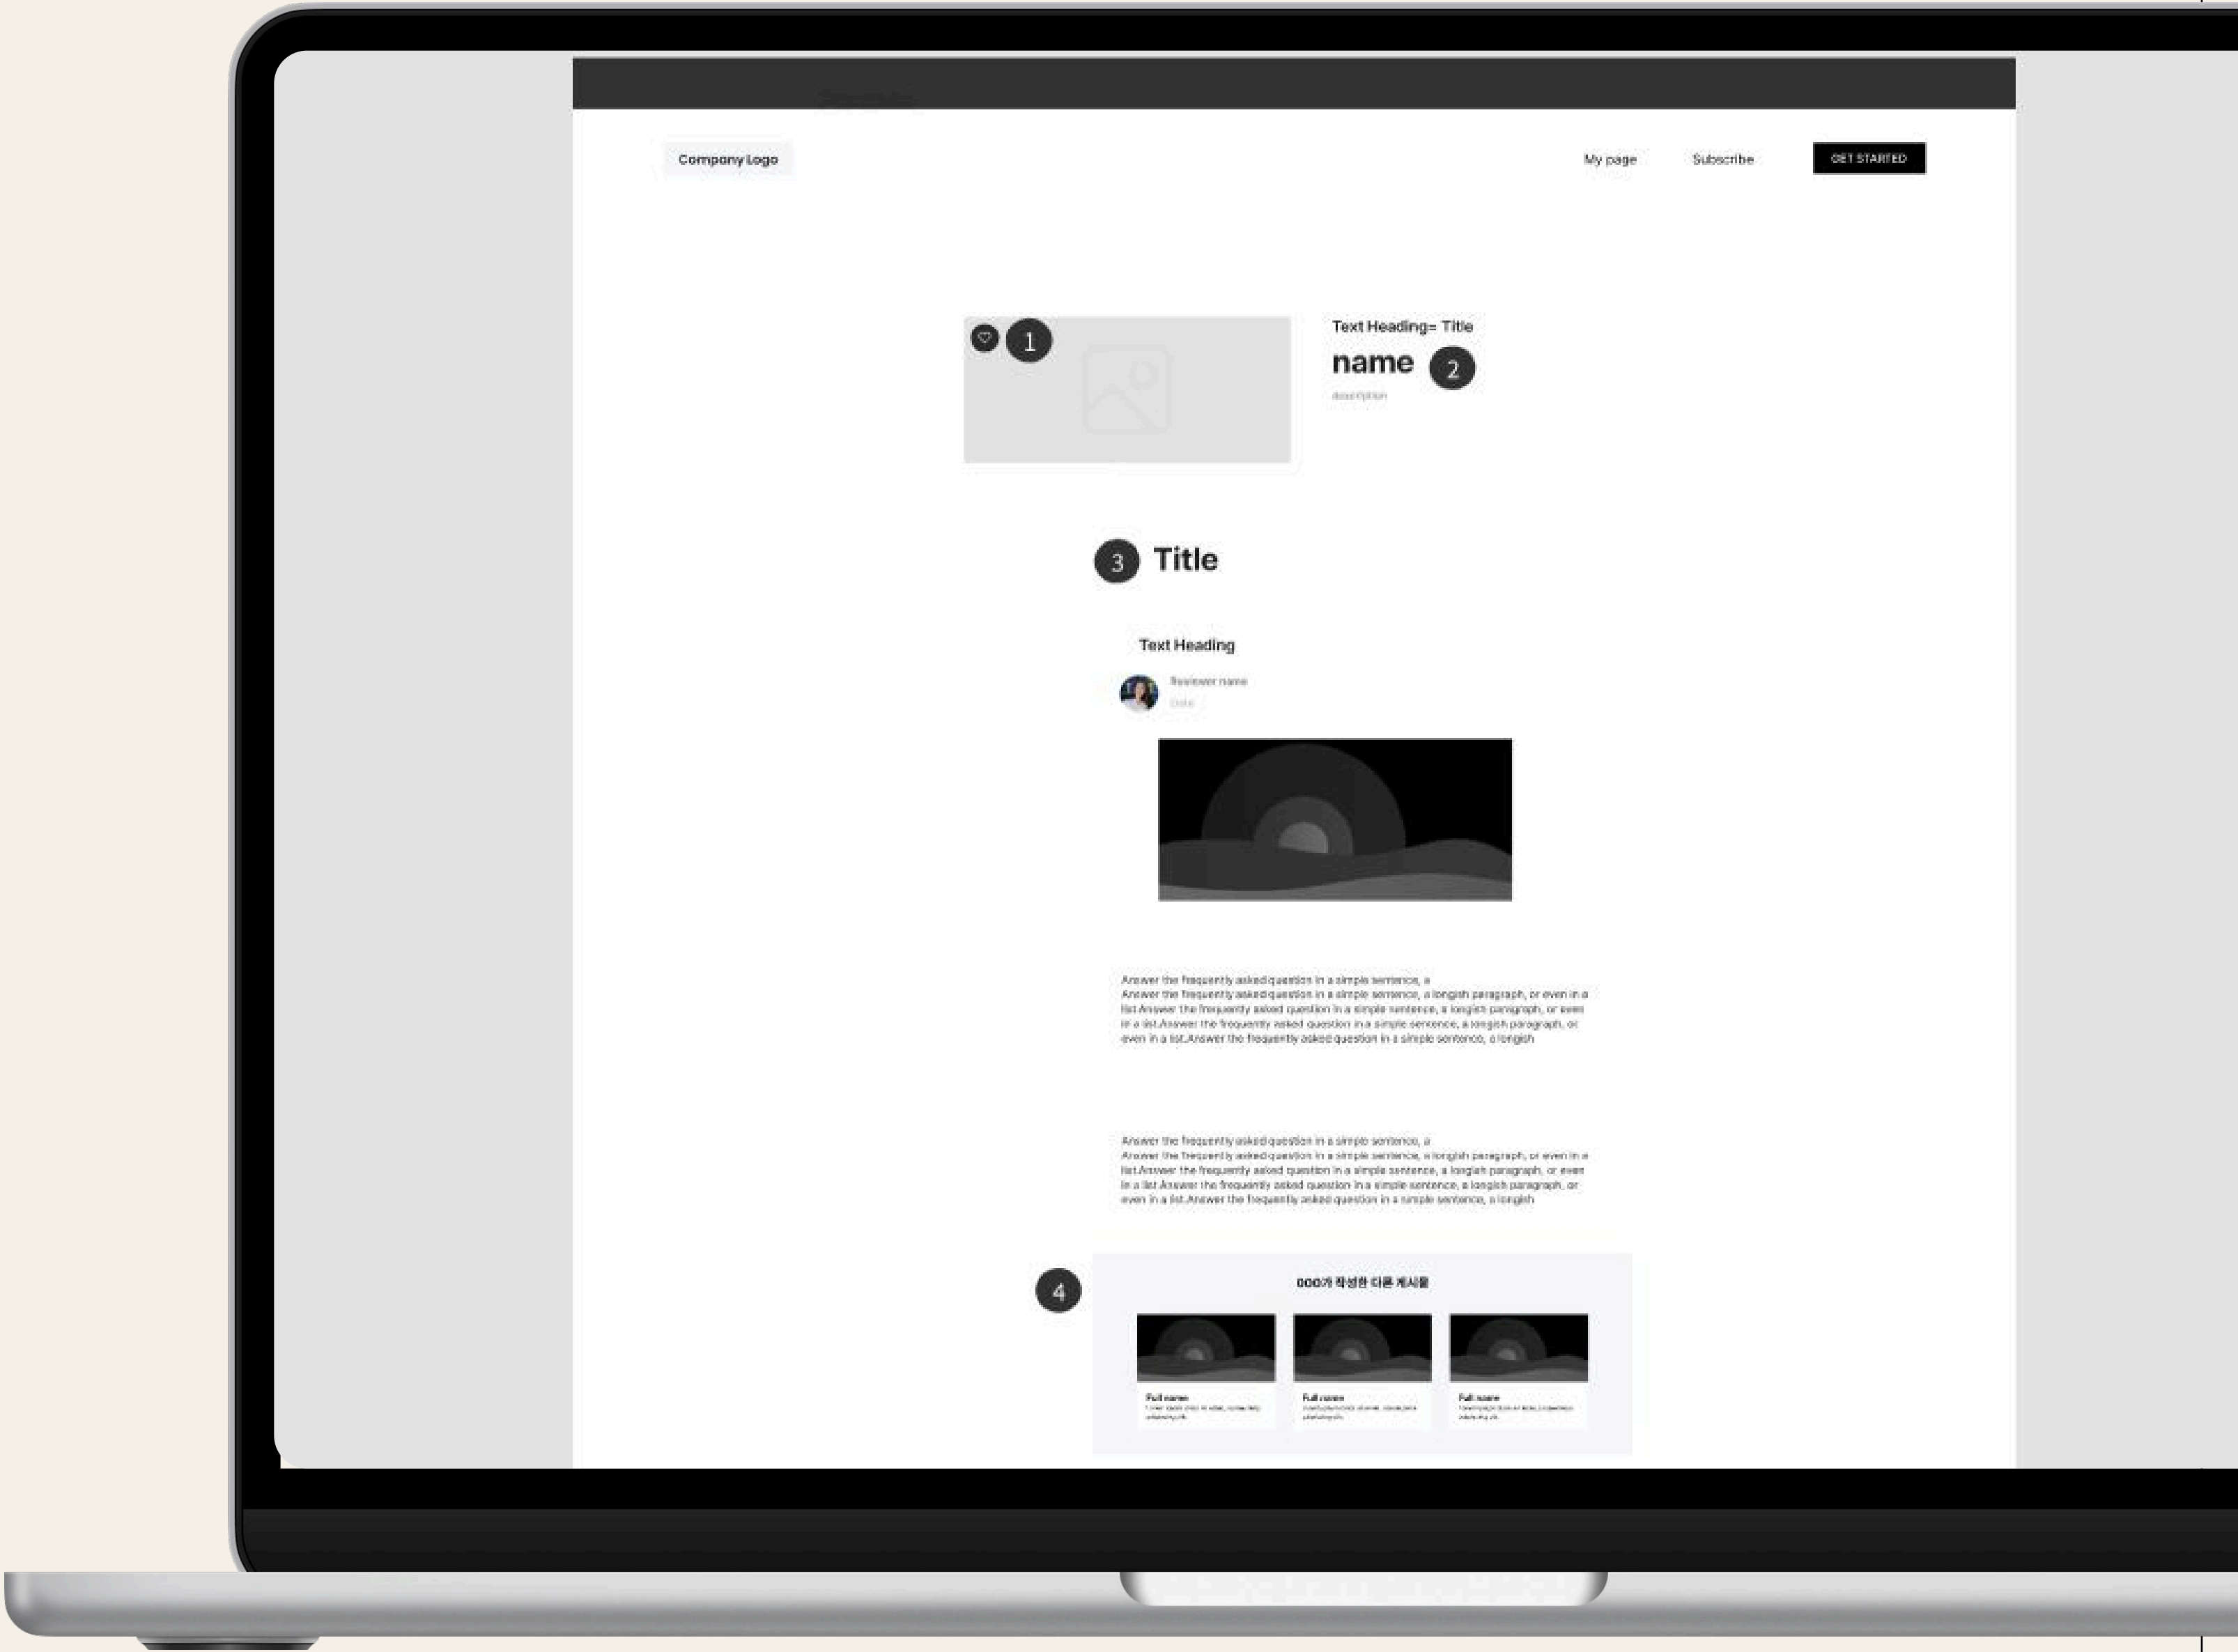 Company Logo
My page
Subscribe
GET STARTED
1
Text Heading= Title
name
2
description
3
Title
Text Heading
Reviewer name
Date
Answer the frequently asked question in a simple sentence, a
Answer the frequently asked question in a simple sentence, a longish paragraph, or even in a
list.Answer the frequently asked question in a simple sentence, a longish paragraph, or even
in a list.Answer the frequently asked question in a simple sentence, a longish paragraph, or
even in a list.Answer the frequently asked question in a simple sentence, a longish
Answer the frequently asked question in a simple sentence, a
Answer the frequently asked question in a simple sentence, a longish paragraph, or even in a
list.Answer the frequently asked question in a simple sentence, a longish paragraph, or even
in a list.Answer the frequently asked question in a simple sentence, a longish paragraph, or
even in a list.Answer the frequently asked question in a simple sentence, a longish
4
OOO가 작성한 다른 게시물
Full name
Full name
Full name